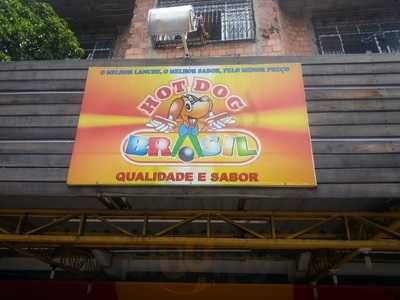 O MELHOR LANCHE, O MELHOR SABOR, PELO MENOR PREÇO
HOT DOG
BRASIL
QUALIDADE E SABOR